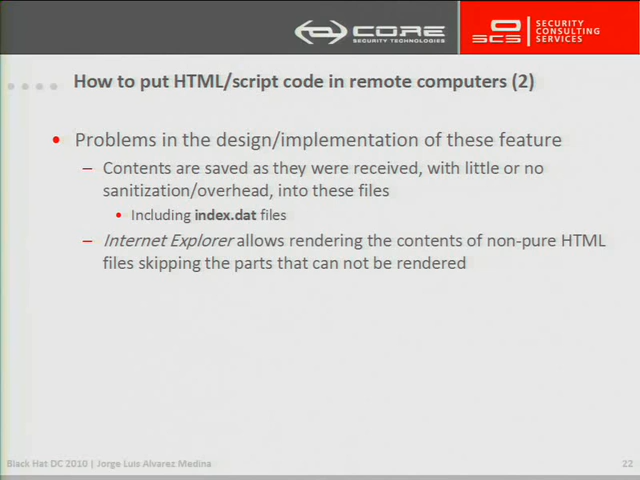 CORE
SECURITY TECHNOLOGIES
SCS
SECURITY
CONSULTING
SERVICES
How to put HTML/script code in remote computers (2)
• Problems in the design/implementation of these feature
– Contents are saved as they were received, with little or no
sanitization/overhead, into these files
• Including index.dat files
– Internet Explorer allows rendering the contents of non-pure HTML
files skipping the parts that can not be rendered
Black Hat DC 2010 | Jorge Luis Alvarez Medina
22